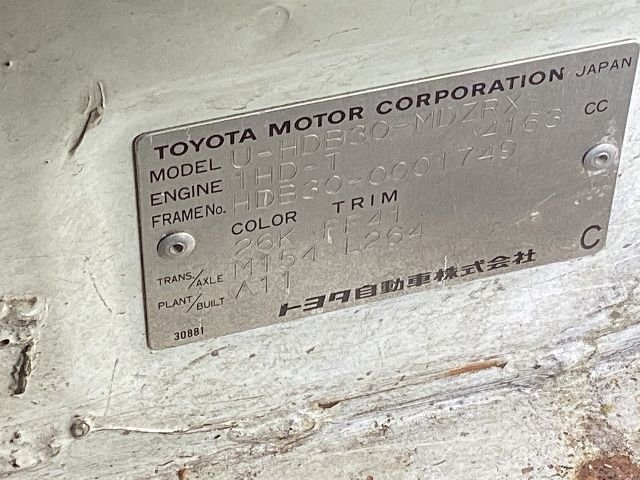 TOYOTA MOTOR CORPORATION JAPAN
MODEL U-HDB30-MDZRX
ENGINE 1HD-T 4163 CC
FRAME No. HDB30-0001749
COLOR TRIM
26K FF41
TRANS./AXLE M154 L264
PLANT/BUILT A11
トヨタ自動車株式会社 C
30881